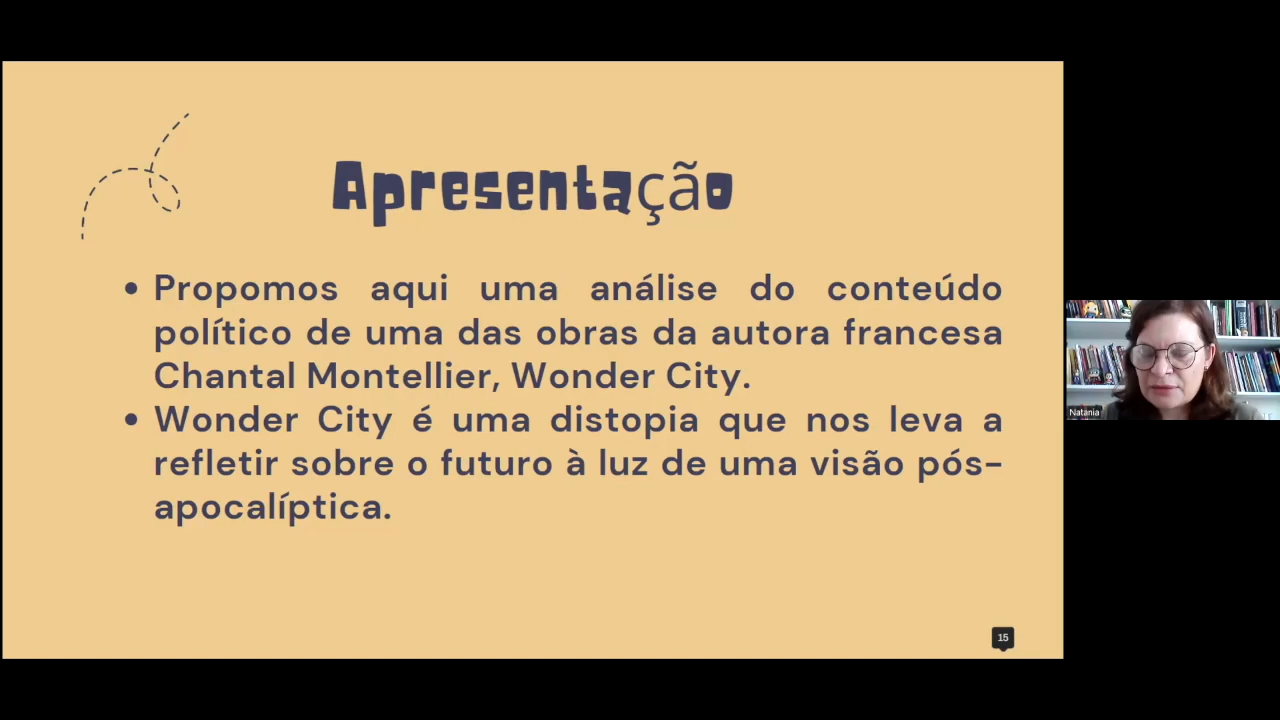 Apresentação
• Propomos aqui uma análise do conteúdo
político de uma das obras da autora francesa
Chantal Montellier, Wonder City.
• Wonder City é uma distopia que nos leva a
refletir sobre o futuro à luz de uma visão pós-
apocalíptica.
15
Natania